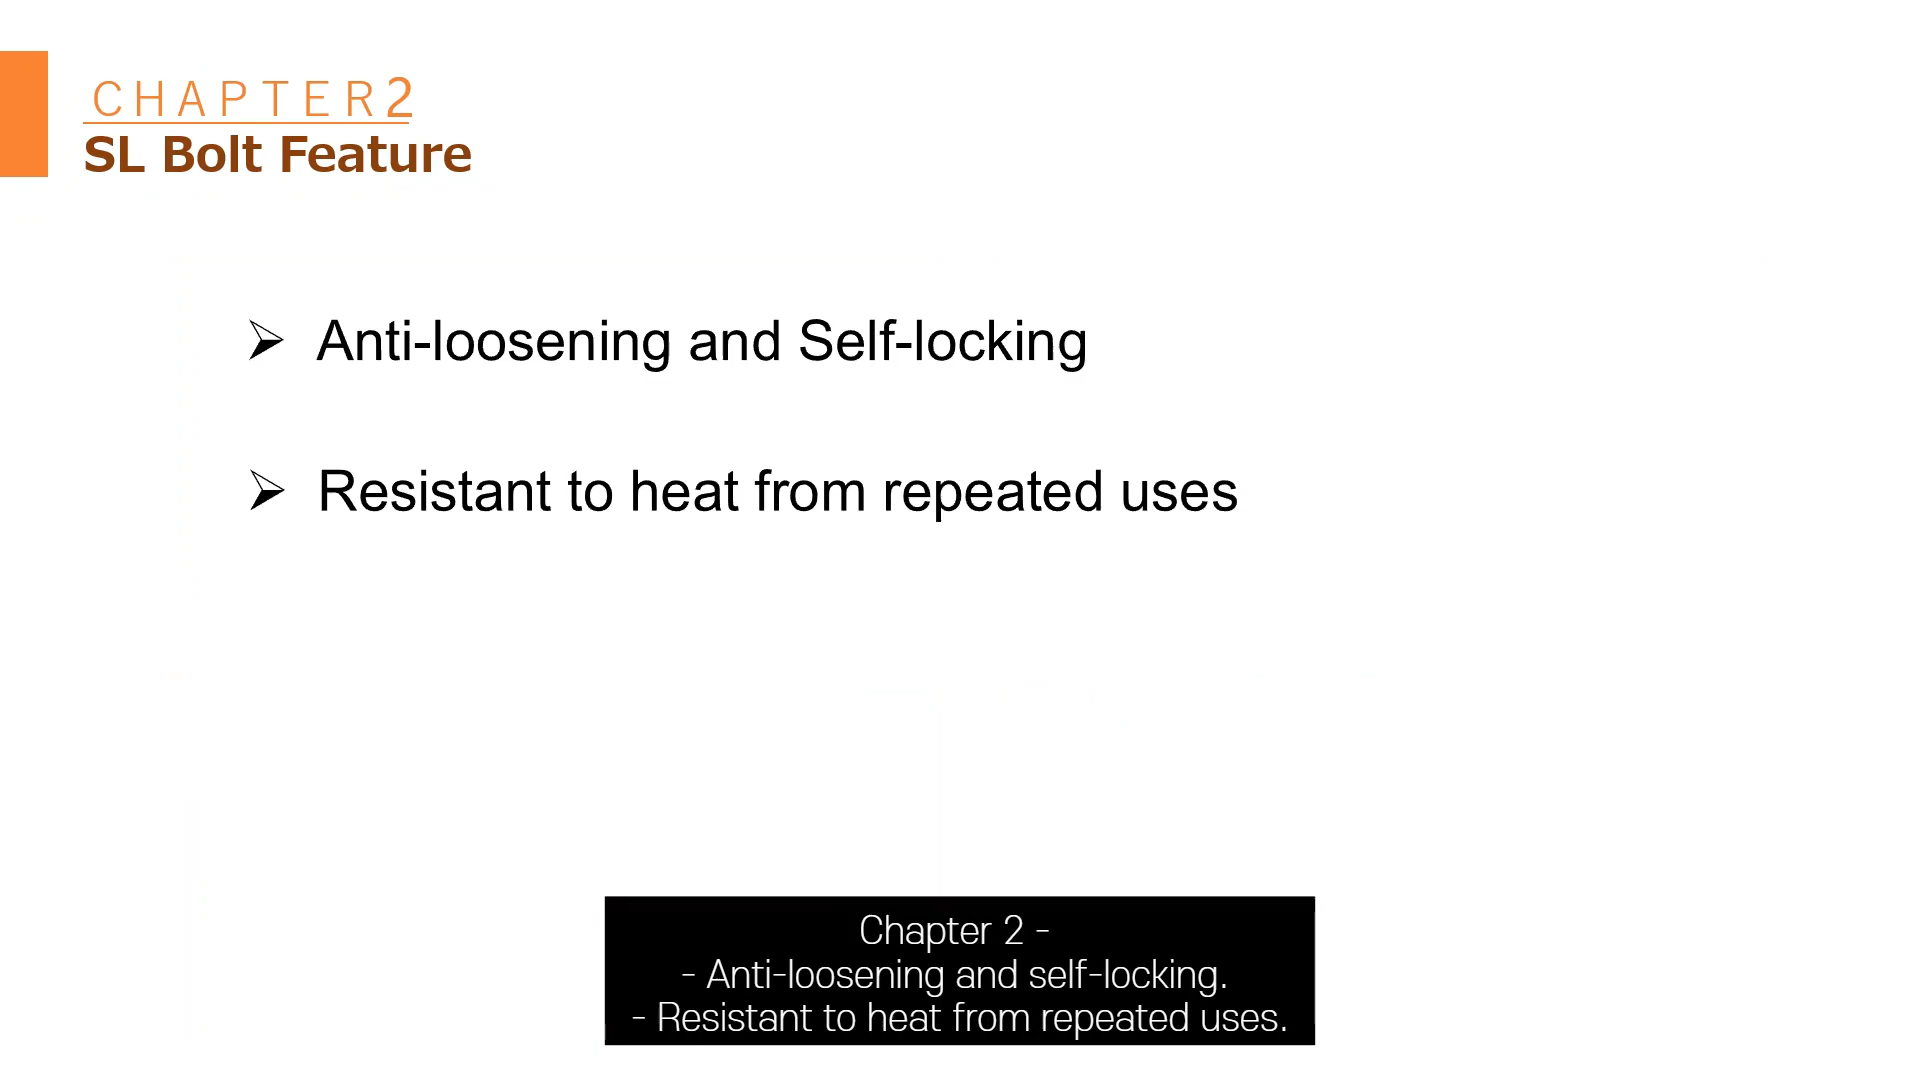 CHAPTER2
SL Bolt Feature
➢ Anti-loosening and Self-locking
➢ Resistant to heat from repeated uses
Chapter 2 -
- Anti-loosening and self-locking.
- Resistant to heat from repeated uses.